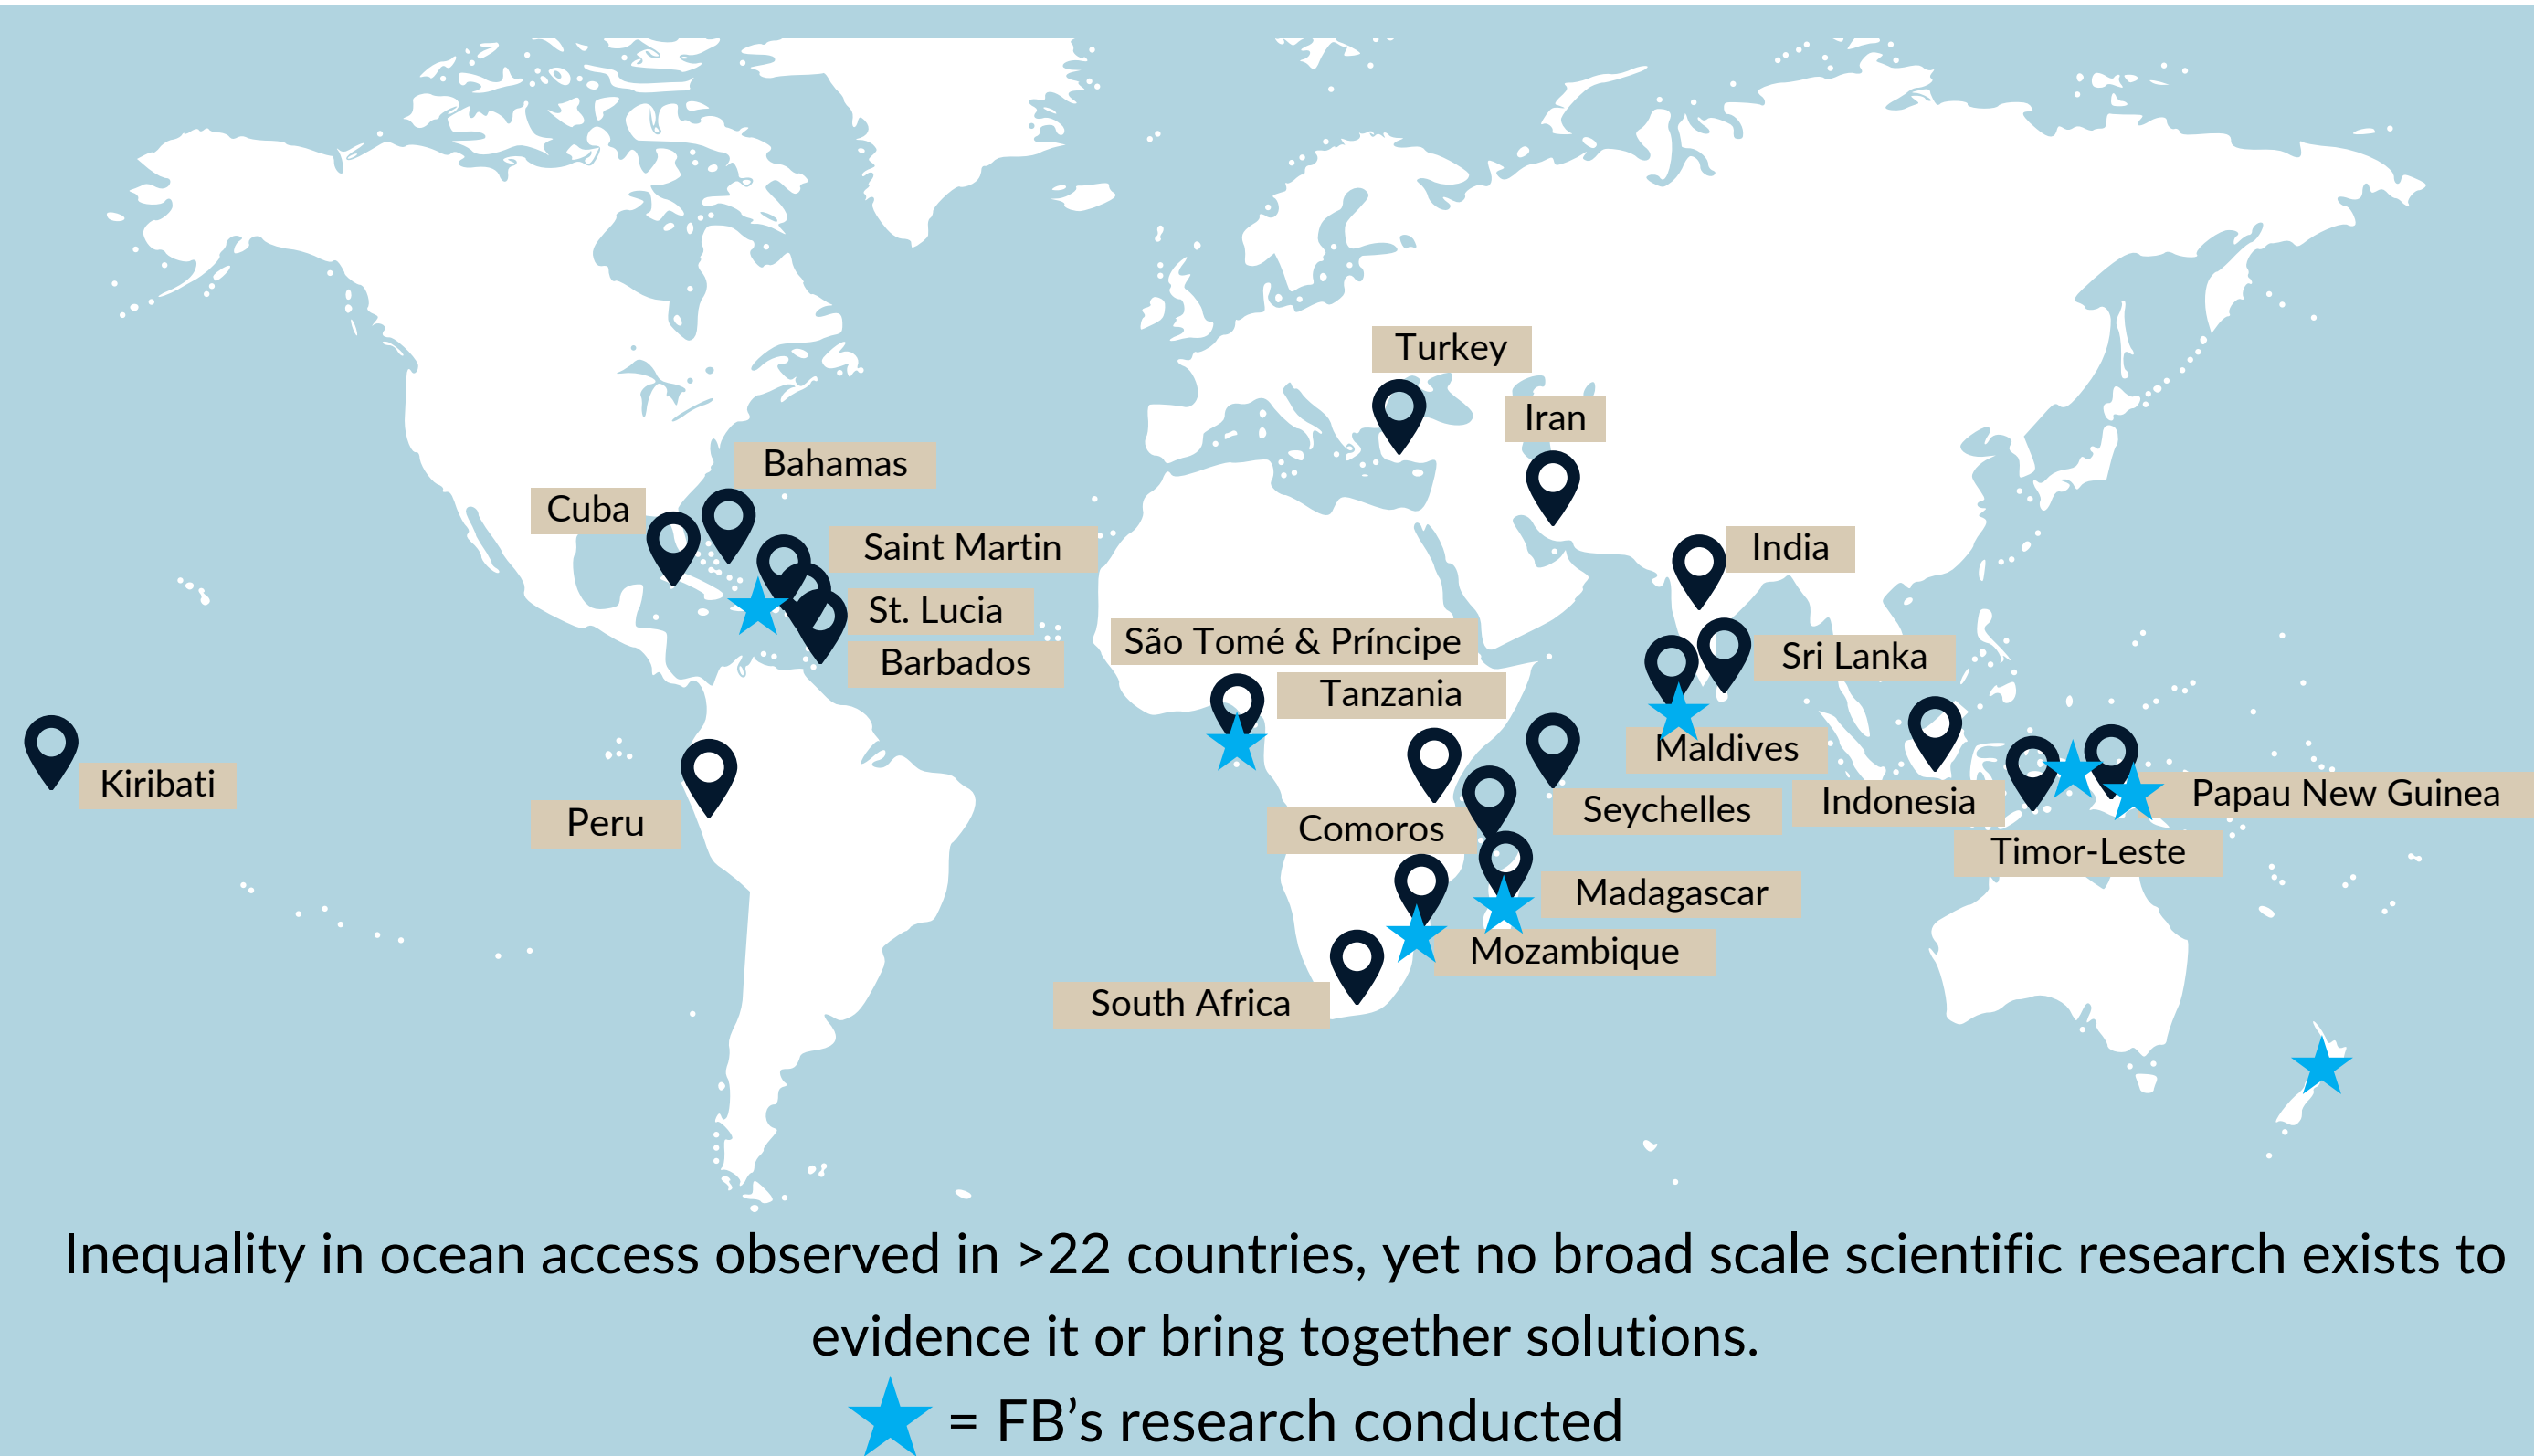 Turkey
Iran
Bahamas
Cuba
Saint Martin
India
St. Lucia
São Tomé & Príncipe
Barbados
Sri Lanka
Tanzania
Maldives
Kiribati
Peru
Comoros
Seychelles
Indonesia
Papau New Guinea
Timor-Leste
Madagascar
Mozambique
South Africa
Inequality in ocean access observed in >22 countries, yet no broad scale scientific research exists to
evidence it or bring together solutions.
= FB’s research conducted